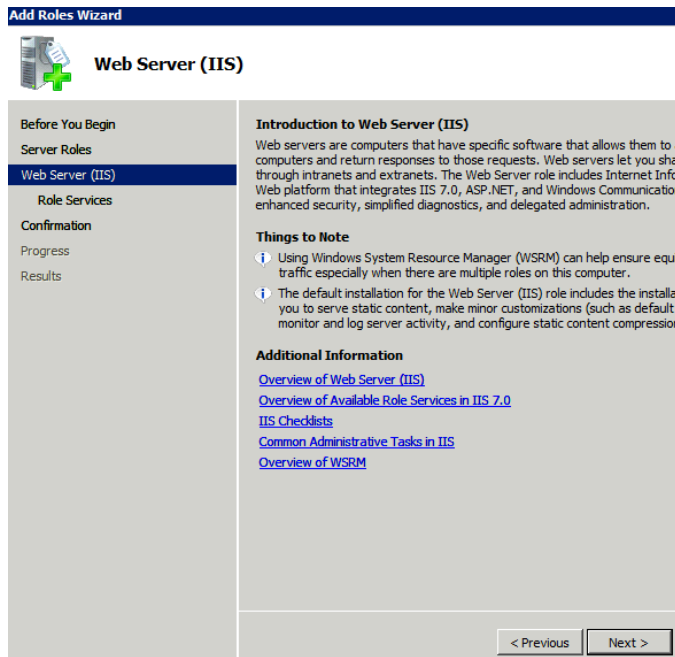 Add Roles Wizard
Web Server (IIS)
Before You Begin
Server Roles
Web Server (IIS)
Role Services
Confirmation
Progress
Results
Introduction to Web Server (IIS)
Web servers are computers that have specific software that allows them to
computers and return responses to those requests. Web servers let you sha
through intranets and extranets. The Web Server role includes Internet Info
Web platform that integrates IIS 7.0, ASP.NET, and Windows Communicatio
enhanced security, simplified diagnostics, and delegated administration.
Things to Note
Using Windows System Resource Manager (WSRM) can help ensure equ
traffic especially when there are multiple roles on this computer.
The default installation for the Web Server (IIS) role includes the installa
you to serve static content, make minor customizations (such as default
monitor and log server activity, and configure static content compressio
Additional Information
Overview of Web Server (IIS)
Overview of Available Role Services in IIS 7.0
IIS Checklists
Common Administrative Tasks in IIS
Overview of WSRM
< Previous
Next >